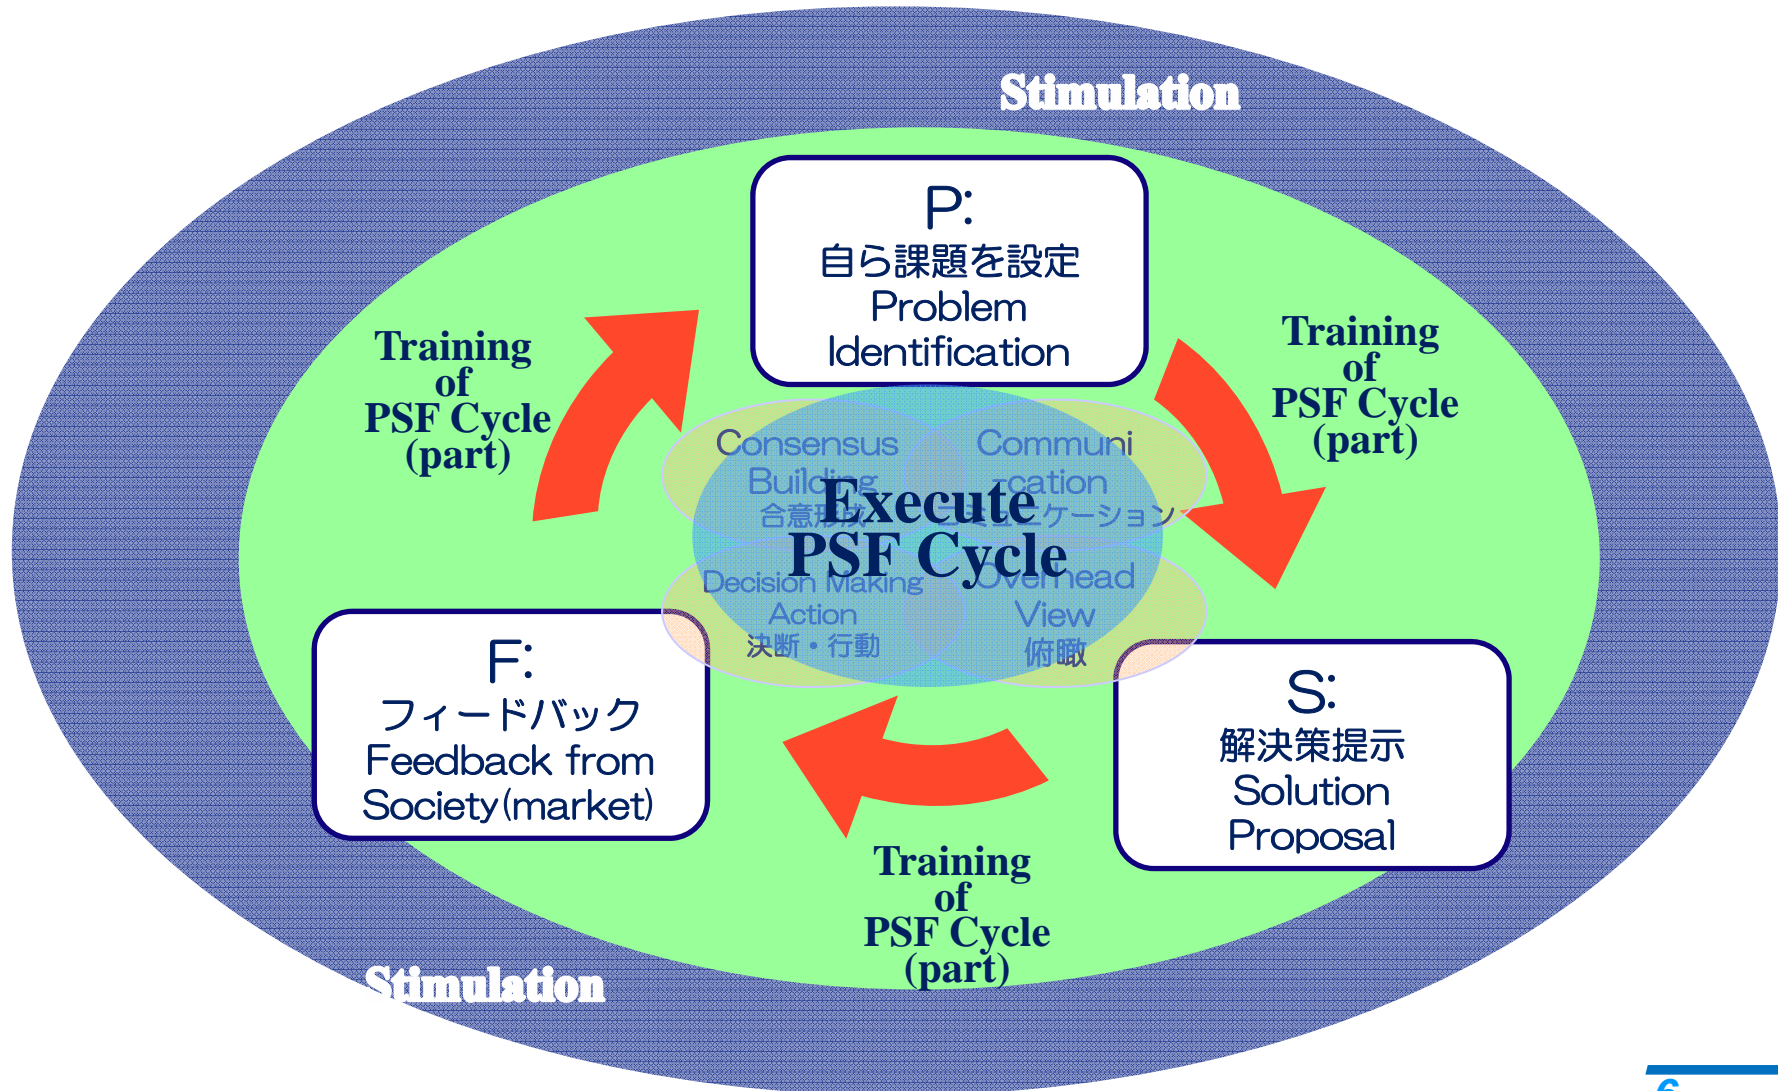 Stimulation
P:
自ら課題を設定
Problem
Identification
Training
of
PSF Cycle
(part)
Training
of
PSF Cycle
(part)
Consensus
Building
合意形成
Communi
-cation
コミュニケーション
Execute
PSF Cycle
Decision Making
Action
決断・行動
Overhead
View
俯瞰
F:
フィードバック
Feedback from
Society(market)
S:
解決策提示
Solution
Proposal
Training
of
PSF Cycle
(part)
Stimulation
6